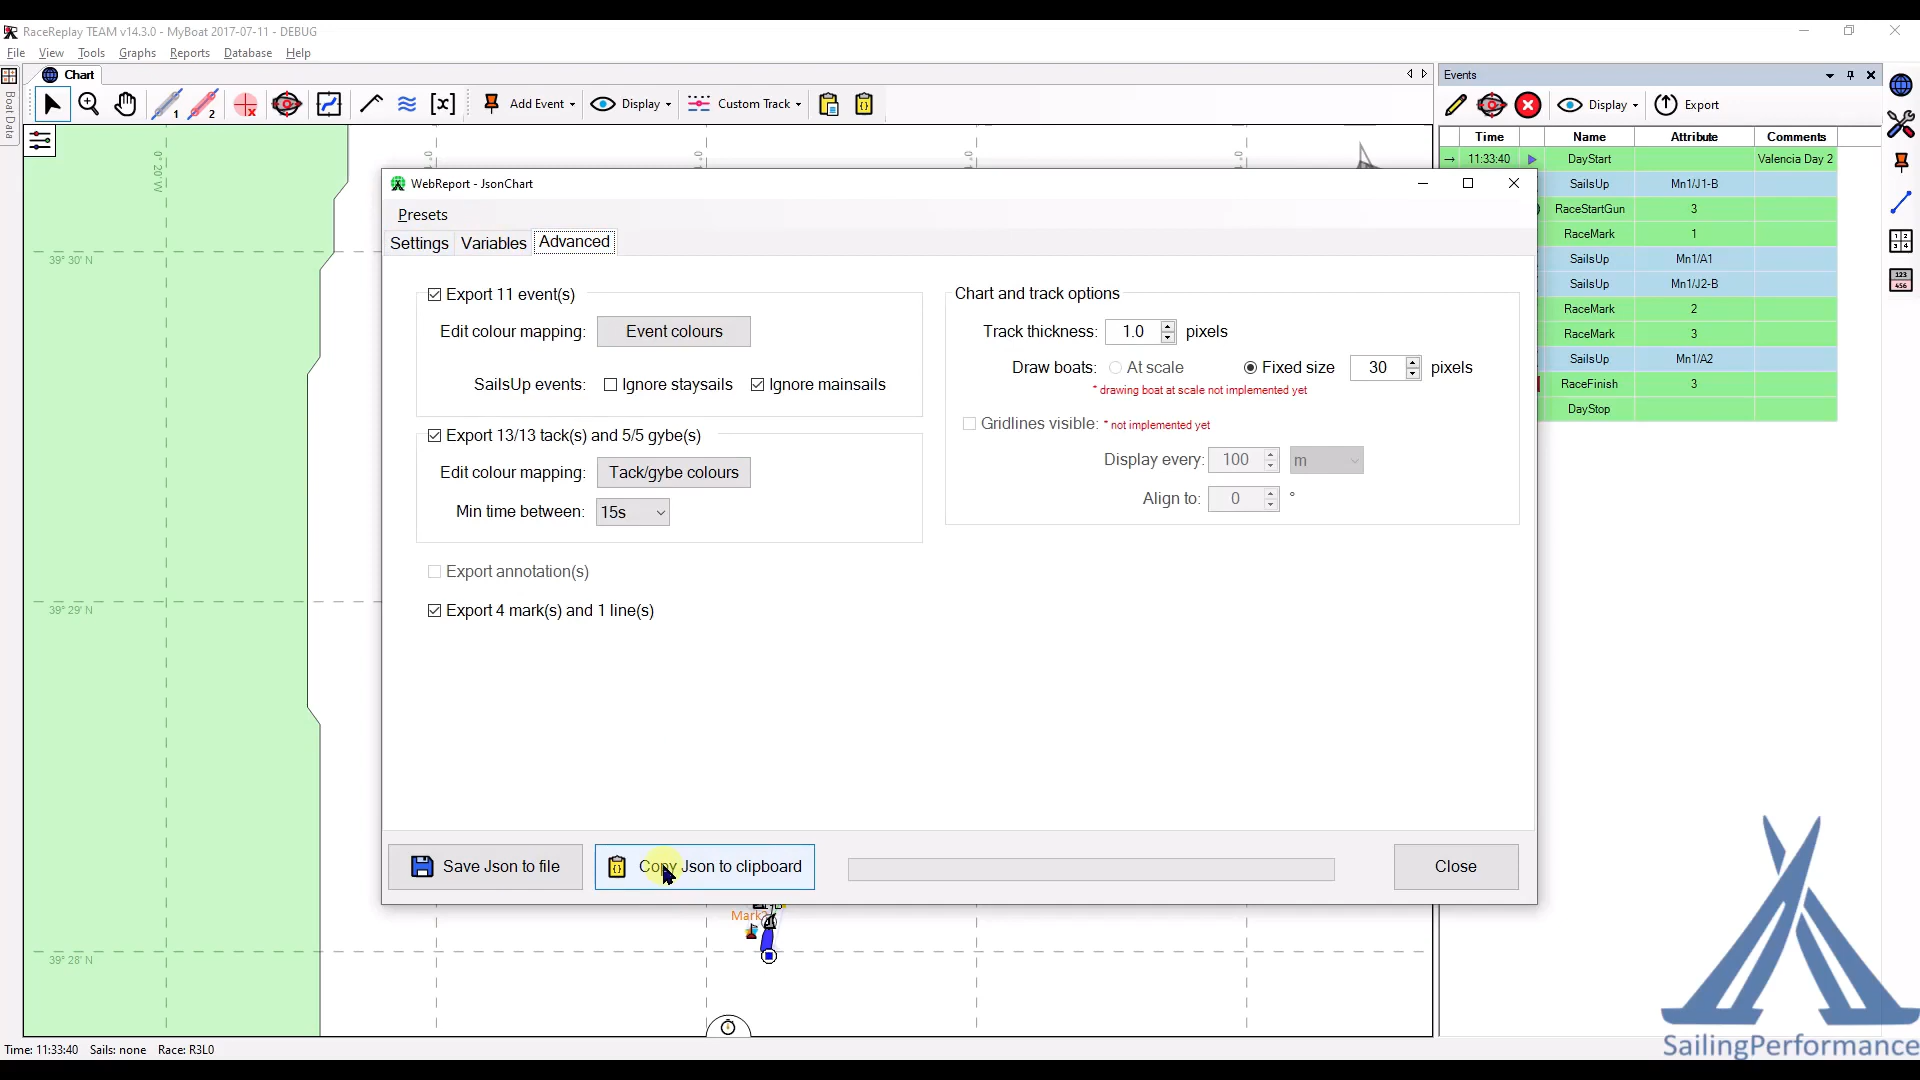 RaceReplay TEAM v14.3.0 - MyBoat 2017-07-11 - DEBUG
File View Tools Graphs Reports Database Help
Chart
Boat Data
1 2 [x] Add Event Display Custom Track
Events
Display Export
Time Name Attribute Comments
11:33:40 DayStart Valencia Day 2
SailsUp Mn1/J1-B
RaceStartGun 3
RaceMark 1
SailsUp Mn1/A1
SailsUp Mn1/J2-B
RaceMark 2
RaceMark 3
SailsUp Mn1/A2
RaceFinish 3
DayStop
0° 20' W
39° 30' N
39° 29' N
39° 28' N
WebReport - JsonChart
Presets
Settings Variables Advanced
Export 11 event(s)
Edit colour mapping: Event colours
SailsUp events: Ignore staysails Ignore mainsails
Export 13/13 tack(s) and 5/5 gybe(s)
Edit colour mapping: Tack/gybe colours
Min time between: 15s
Export annotation(s)
Export 4 mark(s) and 1 line(s)
Chart and track options
Track thickness: 1.0 pixels
Draw boats: At scale Fixed size 30 pixels
* drawing boat at scale not implemented yet
Gridlines visible: * not implemented yet
Display every: 100 m
Align to: 0 °
Save Json to file Copy Json to clipboard Close
Time: 11:33:40 Sails: none Race: R3L0
SailingPerformance